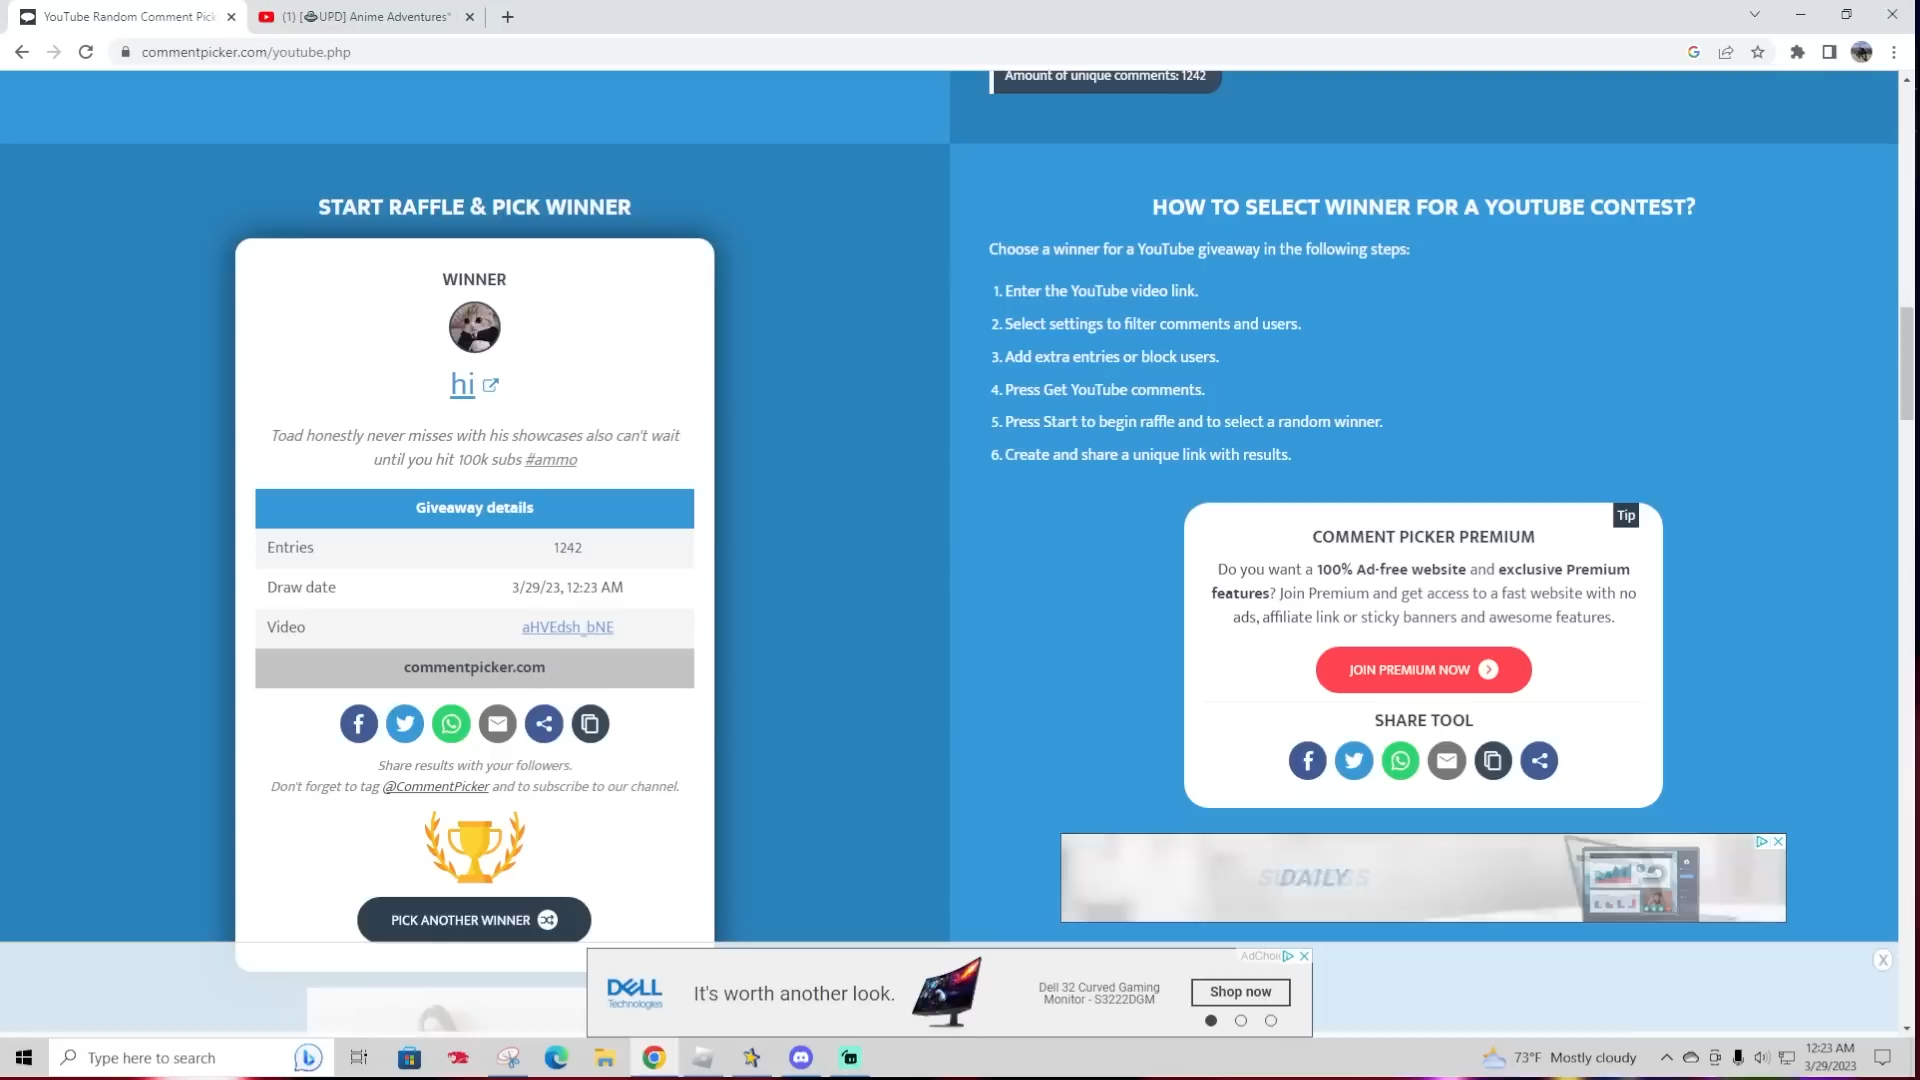 YouTube Random Comment Pick
(1) [UPD] Anime Adventures*
commentpicker.com/youtube.php
Amount of unique comments: 1242
START RAFFLE & PICK WINNER
WINNER
hi
Toad honestly never misses with his showcases also can't wait
until you hit 100k subs #ammo
Giveaway details
Entries 1242
Draw date 3/29/23, 12:23 AM
Video aHVEdsh_bNE
commentpicker.com
Share results with your followers.
Don't forget to tag @CommentPicker and to subscribe to our channel.
PICK ANOTHER WINNER
HOW TO SELECT WINNER FOR A YOUTUBE CONTEST?
Choose a winner for a YouTube giveaway in the following steps:
1. Enter the YouTube video link.
2. Select settings to filter comments and users.
3. Add extra entries or block users.
4. Press Get YouTube comments.
5. Press Start to begin raffle and to select a random winner.
6. Create and share a unique link with results.
Tip
COMMENT PICKER PREMIUM
Do you want a 100% Ad-free website and exclusive Premium
features? Join Premium and get access to a fast website with no
ads, affiliate link or sticky banners and awesome features.
JOIN PREMIUM NOW
SHARE TOOL
DAILY
AdChoi
DELL
Technologies
It's worth another look.
Dell 32 Curved Gaming
Monitor - S3222DGM
Shop now
X
Type here to search
73°F Mostly cloudy
12:23 AM
3/29/2023